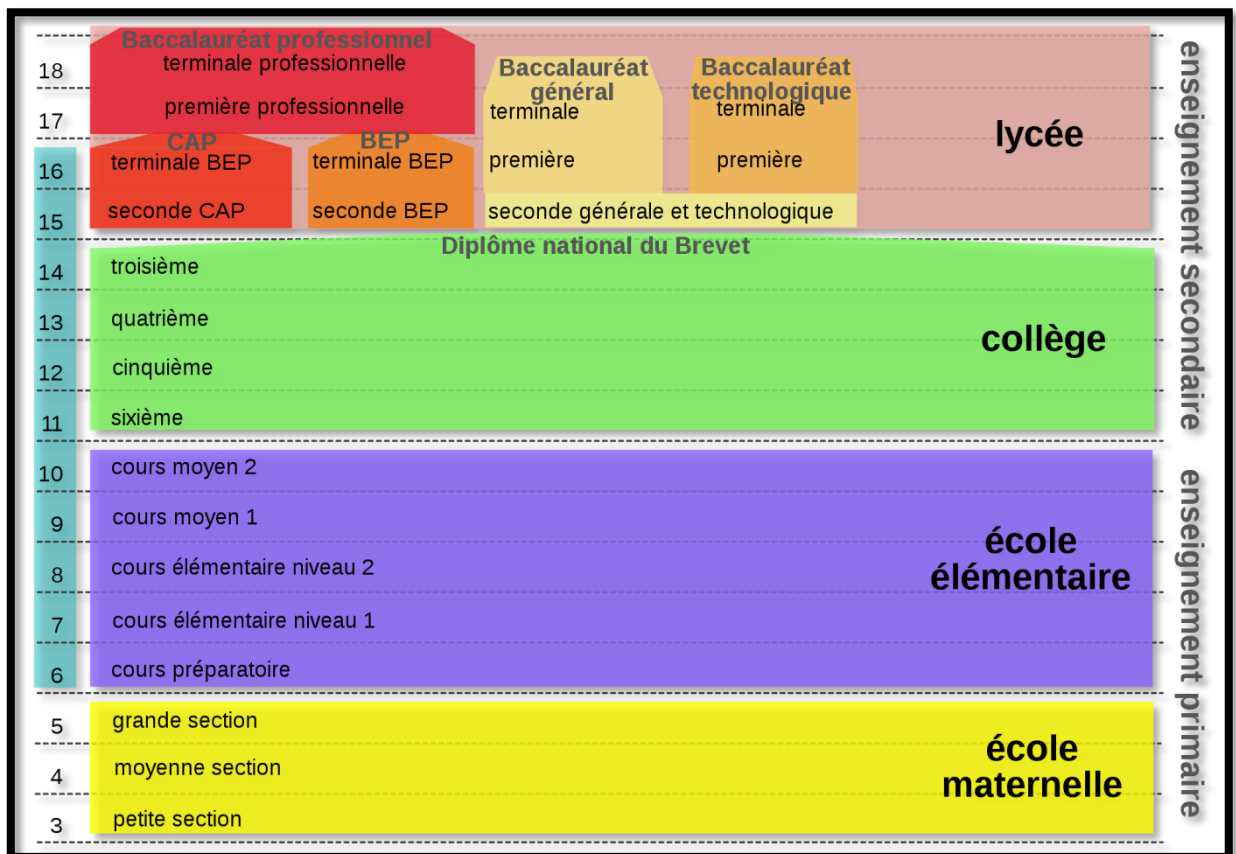 Baccalauréat professionnel
18
terminale professionnelle
Baccalauréat général
Baccalauréat technologique
17
première professionnelle
terminale
terminale
lycée
CAP
BEP
16
terminale BEP
terminale BEP
première
première
15
seconde CAP
seconde BEP
seconde générale et technologique
enseignement secondaire
Diplôme national du Brevet
14
troisième
13
quatrième
collège
12
cinquième
11
sixième
10
cours moyen 2
9
cours moyen 1
école
élémentaire
8
cours élémentaire niveau 2
7
cours élémentaire niveau 1
6
cours préparatoire
enseignement primaire
5
grande section
école
maternelle
4
moyenne section
3
petite section